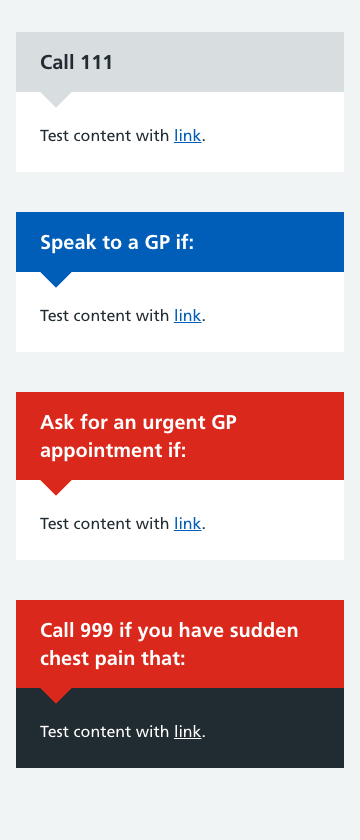 Call 111
Test content with link.
Speak to a GP if:
Test content with link.
Ask for an urgent GP
appointment if:
Test content with link.
Call 999 if you have sudden
chest pain that:
Test content with link.